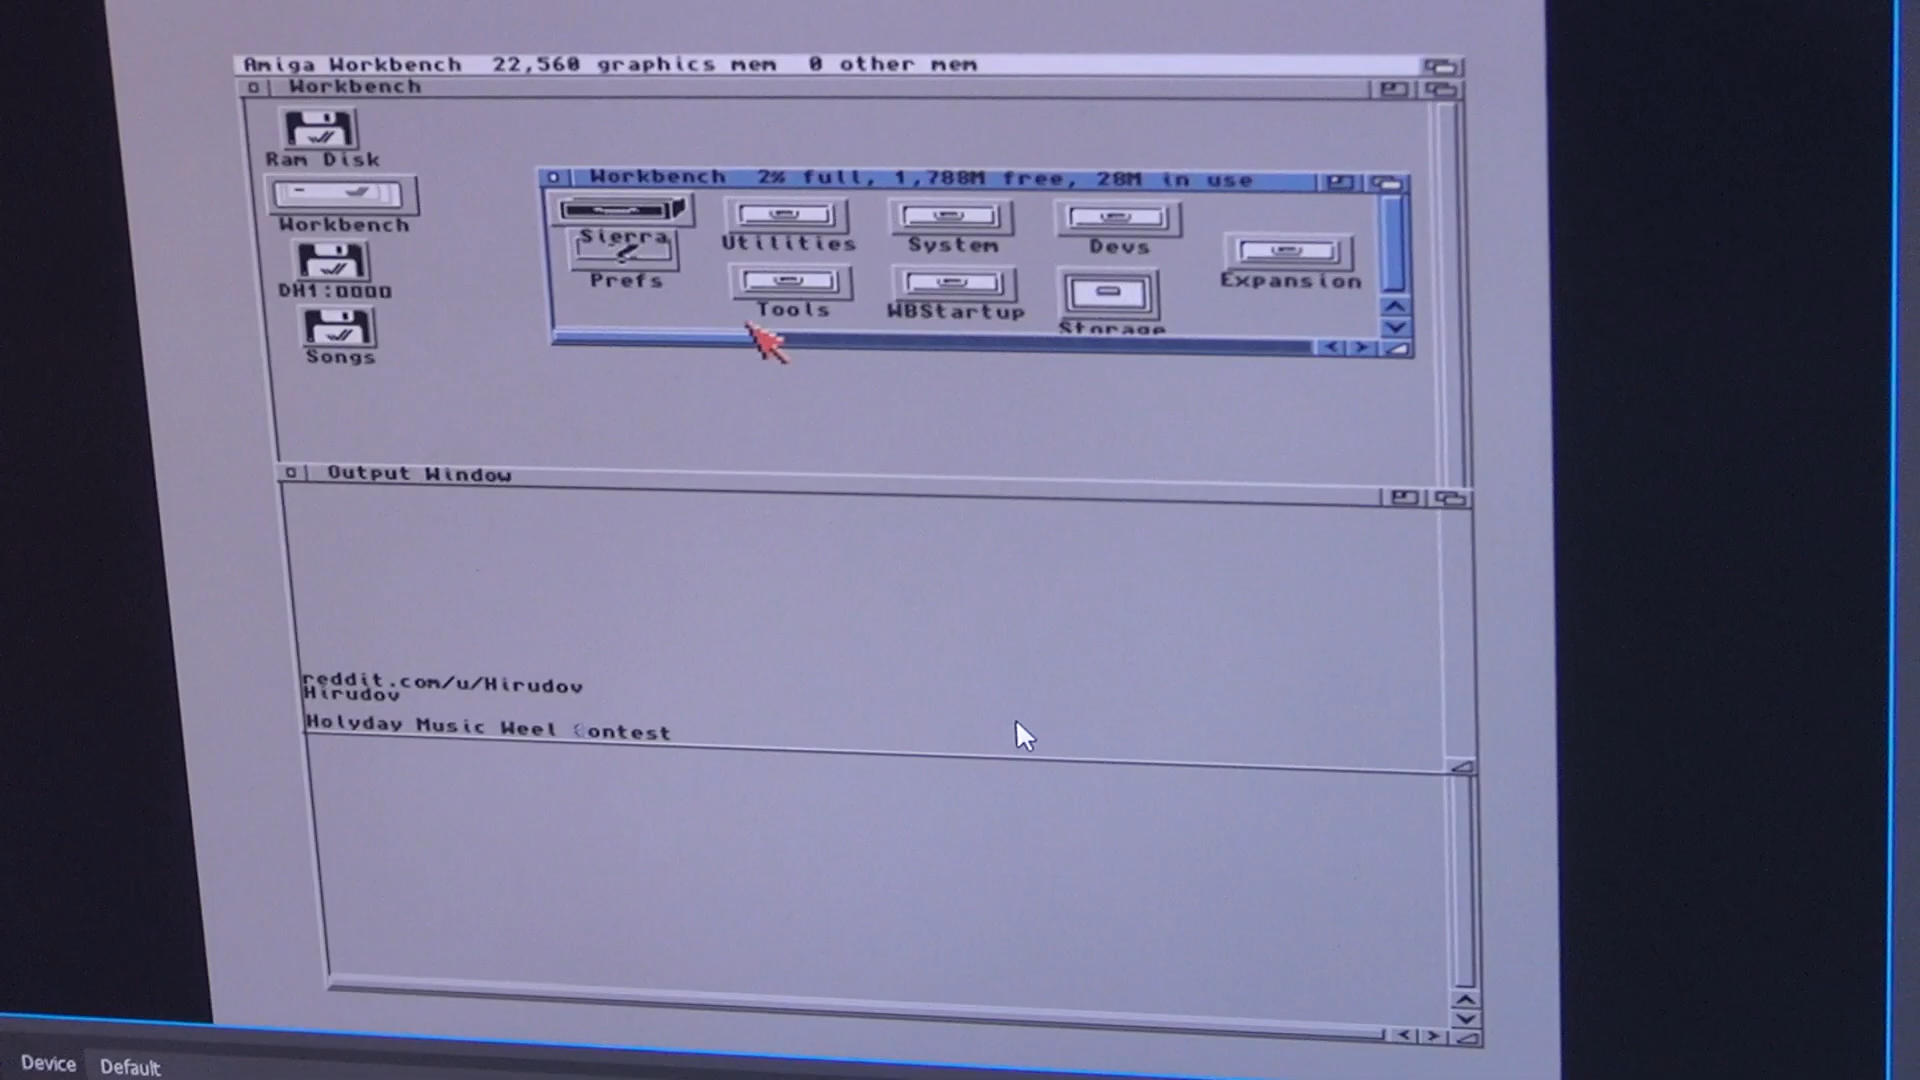 Amiga Workbench 22,560 graphics mem 0 other mem
Workbench
Ram Disk
Workbench
DH1:0000
Songs
Workbench 2% full, 1,788M free, 28M in use
Sierra
Utilities
System
Devs
Expansion
Prefs
Tools
WBStartup
Storage
Output Window
reddit.com/u/Hirudov
Hirudov
Holyday Music Weel Contest
Device Default